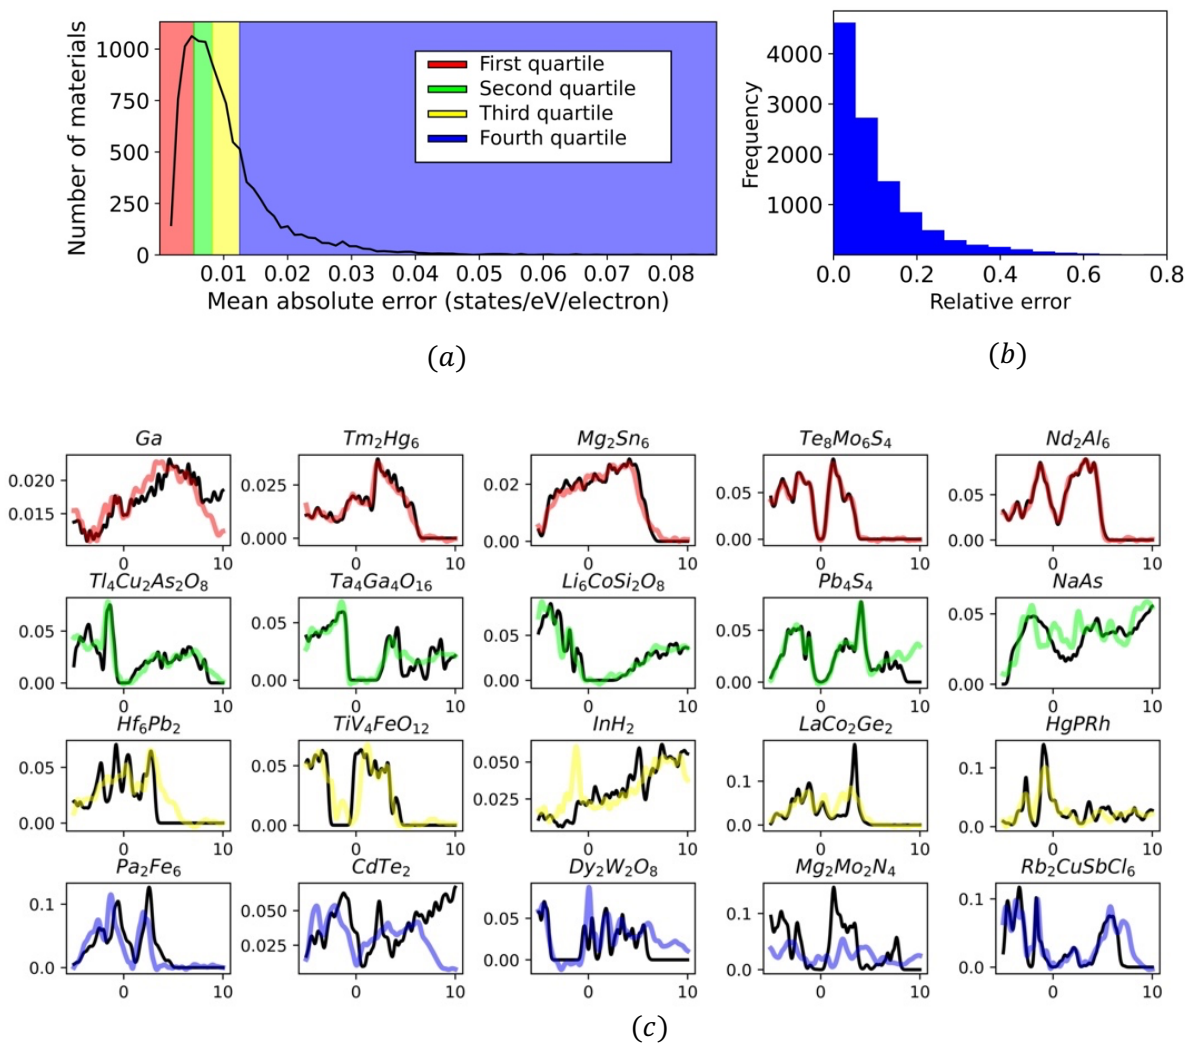 Number of materials
1000
750
500
250
0
First quartile
Second quartile
Third quartile
Fourth quartile
0.01 0.02 0.03 0.04 0.05 0.06 0.07 0.08
Mean absolute error (states/eV/electron)
(a)
Frequency
4000
3000
2000
1000
0.0 0.2 0.4 0.6 0.8
Relative error
(b)
Ga Tm₂Hg₆ Mg₂Sn₆ Te₈Mo₆S₄ Nd₂Al₆
0.020 0.025 0.02 0.05 0.05
0.015 0.000 0.00 0.00 0.00
0 10 0 10 0 10 0 10 0 10
Tl₄Cu₂As₂O₈ Ta₄Ga₄O₁₆ Li₆CoSi₂O₈ Pb₄S₄ NaAs
0.05 0.05 0.05 0.05 0.05
0.00 0.00 0.00 0.00 0.00
0 10 0 10 0 10 0 10 0 10
Hf₆Pb₂ TiV₄FeO₁₂ InH₂ LaCo₂Ge₂ HgPRh
0.05 0.05 0.050 0.1 0.1
0.00 0.00 0.025 0.0 0.0
0 10 0 10 0 10 0 10 0 10
Pa₂Fe₆ CdTe₂ Dy₂W₂O₈ Mg₂Mo₂N₄ Rb₂CuSbCl₆
0.1 0.050 0.05 0.1 0.1
0.0 0.025 0.00 0.0 0.0
0 10 0 10 0 10 0 10 0 10
(c)